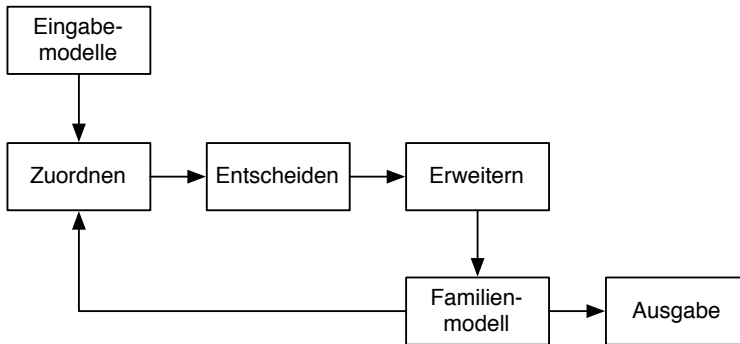 Eingabe-
modelle
Zuordnen
Entscheiden
Erweitern
Familien-
modell
Ausgabe